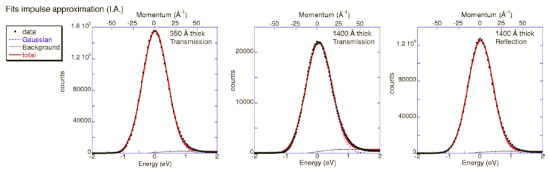 Fits impulse approximation (I.A.)
data
Gaussian
Background
total
Momentum (Å⁻¹)
-50 -25 0 25 50
350 Å thick
Transmission
counts
1.6 10⁵
1.2 10⁵
80000
40000
0
-2 -1 0 1 2
Energy (eV)
Momentum (Å⁻¹)
-50 -25 0 25 50
1400 Å thick
Transmission
counts
20000
10000
0
-2 -1 0 1 2
Energy (eV)
Momentum (Å⁻¹)
-50 -25 0 25 50
1400 Å thick
Reflection
counts
80000
40000
0
-2 -1 0 1 2
Energy (eV)